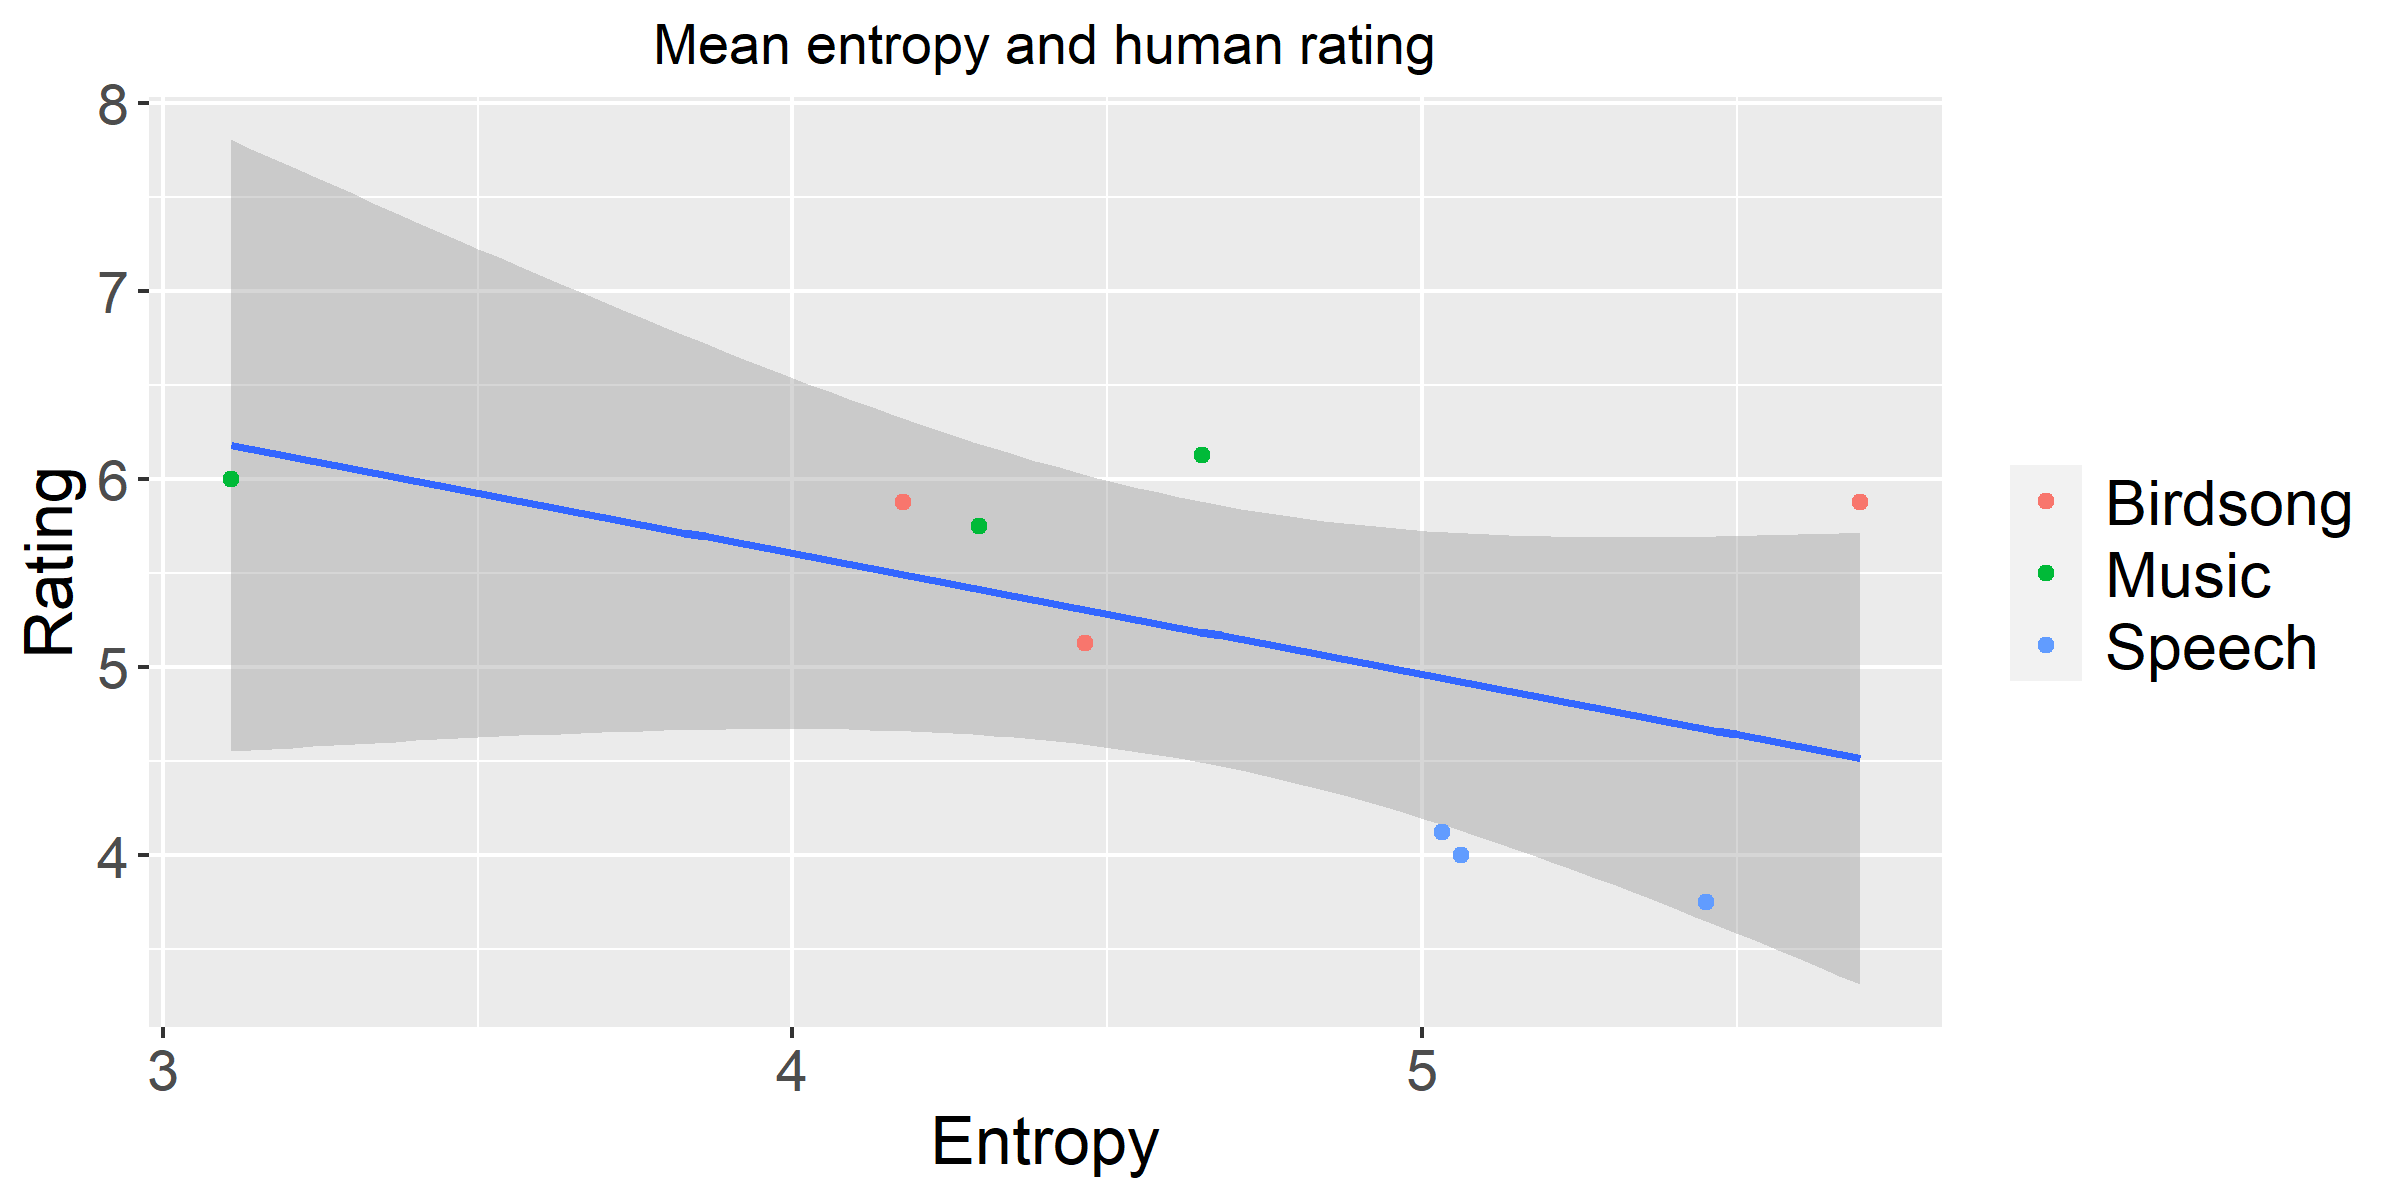 Mean entropy and human rating
8
7
6
5
4
Rating
3 4 5
Entropy
Birdsong
Music
Speech